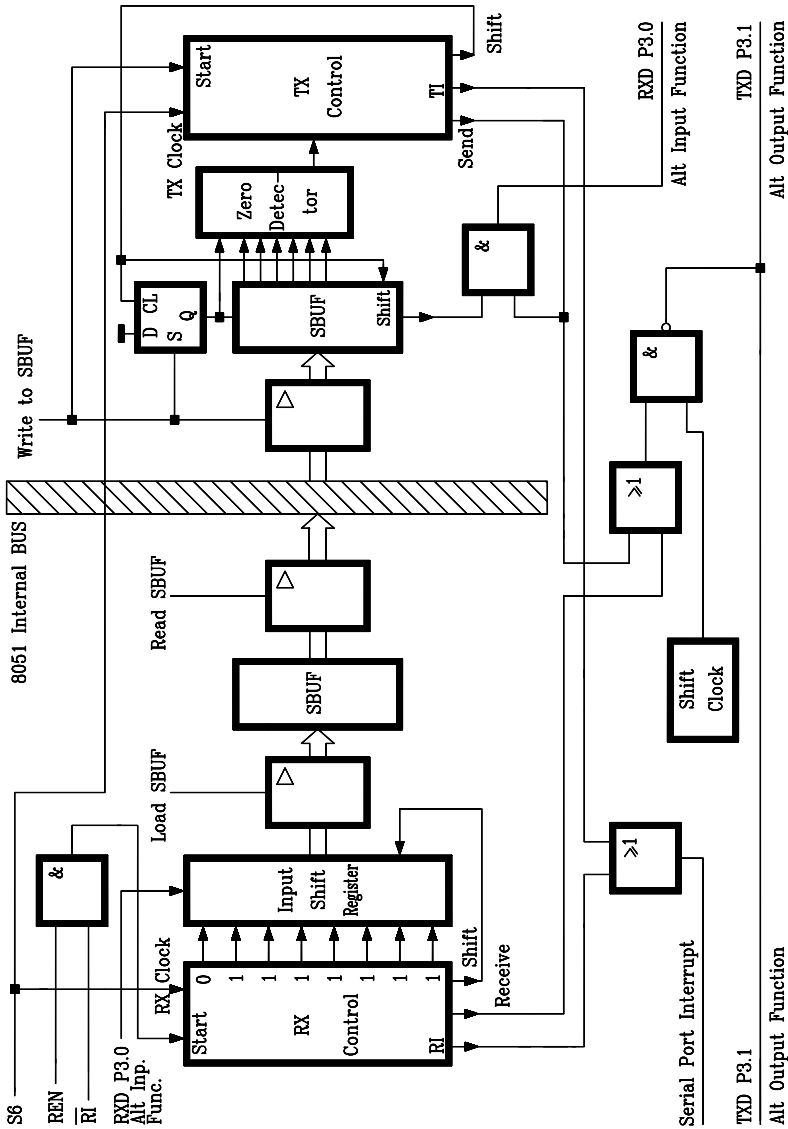 S6
REN
R̅I̅
RXD P3.0
Alt Inp.
Func.
&
RX Clock
Start
RX
Control
RI
0
1
1
1
1
1
1
1
Shift
Receive
Input
Shift
Register
Load SBUF
SBUF
Read SBUF
8051 Internal BUS
Write to SBUF
D
CL
S
Q
SBUF
Shift
TX Clock
Zero
Detec-
tor
Start
TX
Control
TI
Send
Shift
&
RXD P3.0
Alt Input Function
Serial Port Interrupt
≥1
Shift
Clock
≥1
&
TXD P3.1
Alt Output Function
TXD P3.1
Alt Output Function